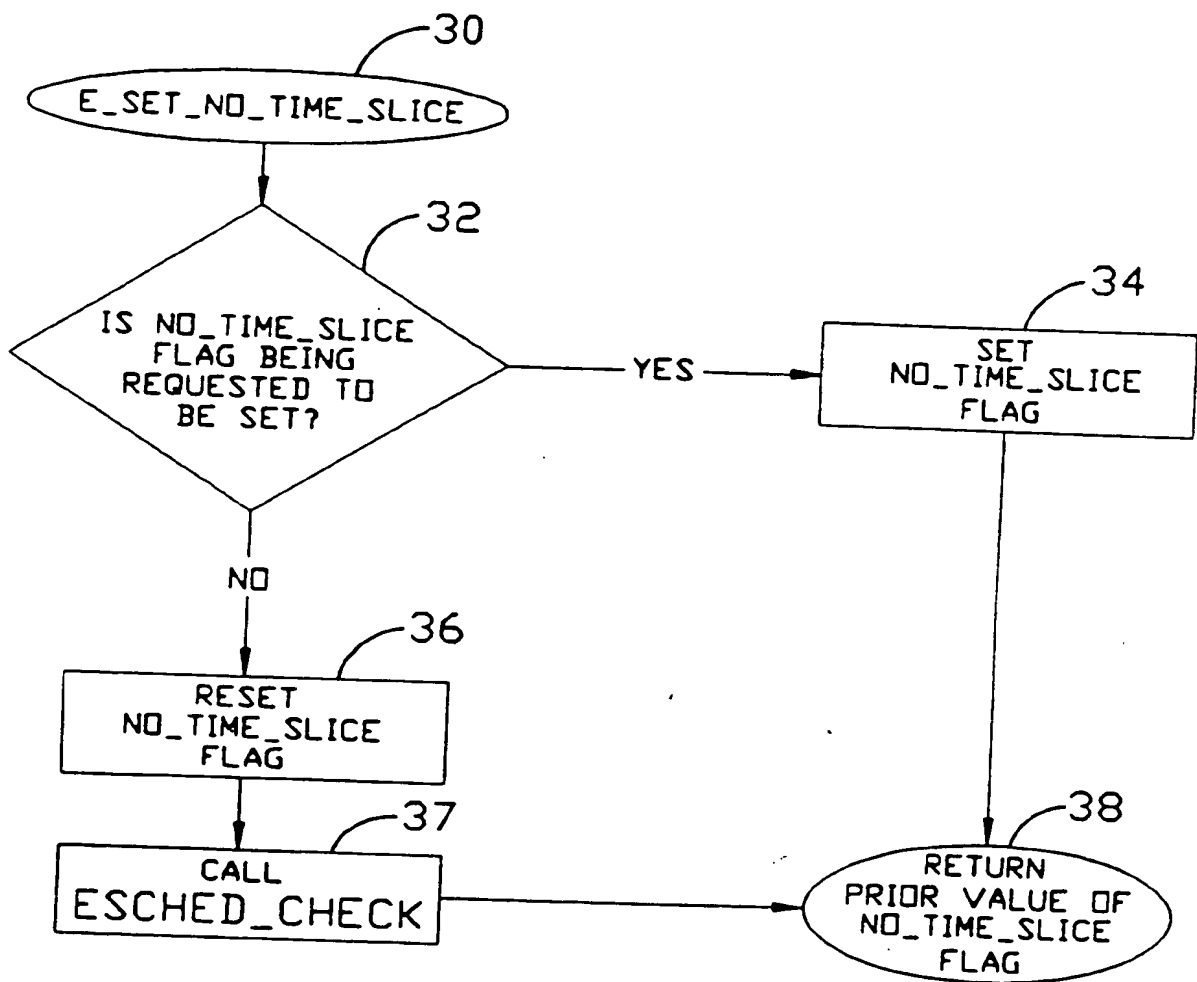 30
E_SET_NO_TIME_SLICE
32
IS NO_TIME_SLICE
FLAG BEING
REQUESTED TO
BE SET?
YES
34
SET
NO_TIME_SLICE
FLAG
NO
36
RESET
NO_TIME_SLICE
FLAG
37
CALL
ESCHED_CHECK
38
RETURN
PRIOR VALUE OF
NO_TIME_SLICE
FLAG